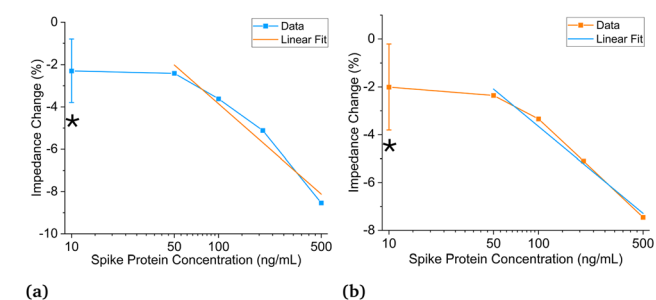 0
-2
-4
-6
-8
-10
Impedance Change (%)
Data
Linear Fit
*
10
50
100
500
Spike Protein Concentration (ng/mL)
(a)
0
-2
-4
-6
-8
Impedance Change (%)
Data
Linear Fit
*
10
50
100
500
Spike Protein Concentration (ng/mL)
(b)